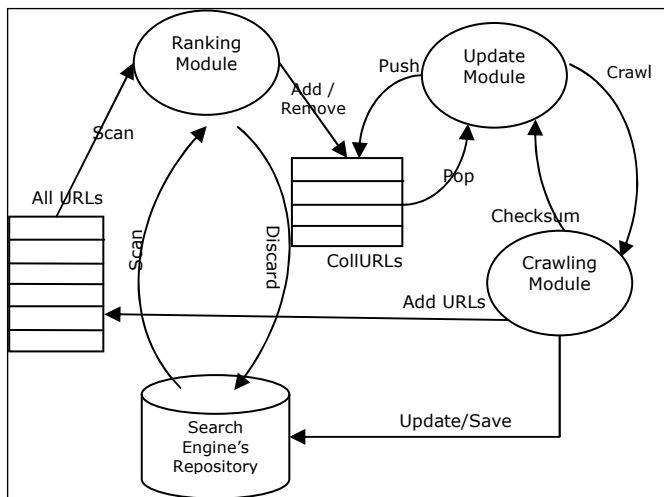 Ranking
Module
Update
Module
Push
Crawl
Add /
Remove
Scan
Pop
All URLs
Checksum
Scan
Discard
CollURLs
Crawling
Module
Add URLs
Update/Save
Search
Engine’s
Repository